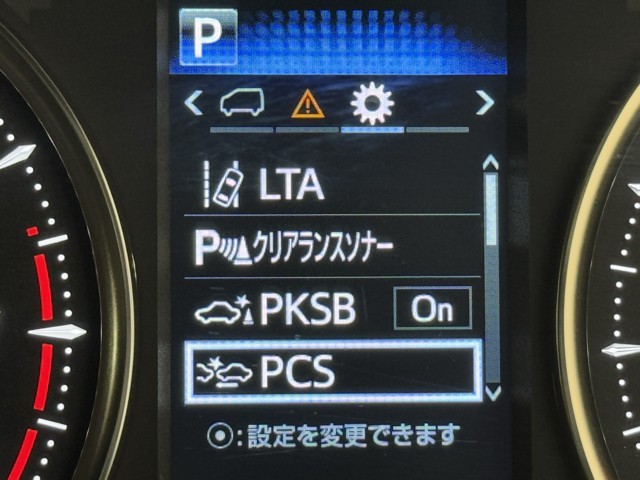 P
LTA
P クリアランスソナー
PKSB On
PCS
:設定を変更できます